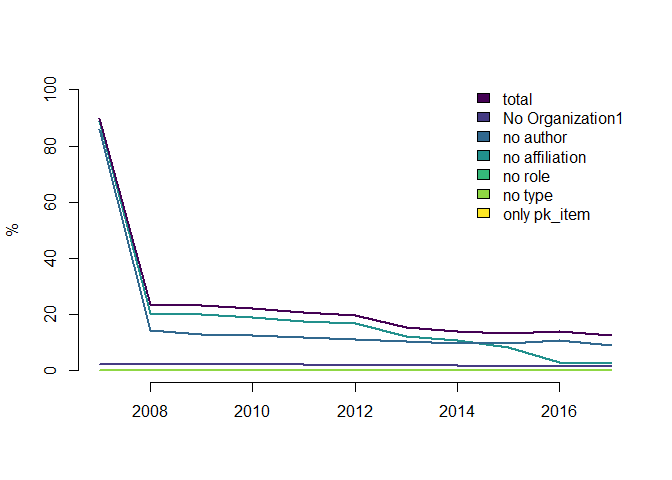 100
80
60
40
20
0
%
2008 2010 2012 2014 2016
total
No Organization1
no author
no affiliation
no role
no type
only pk_item